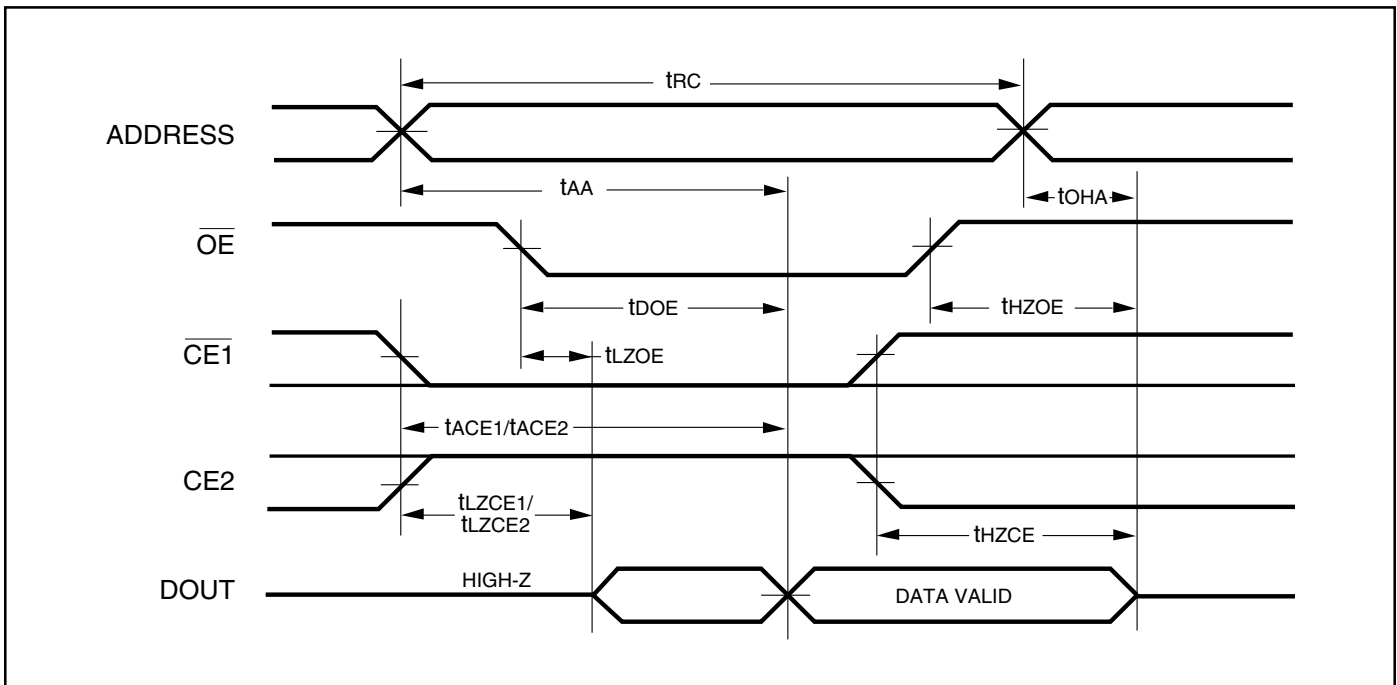 tRC
ADDRESS
tAA
tOHA
OE
tDOE
tHZOE
CE1
tLZOE
tACE1/tACE2
CE2
tLZCE1/
tLZCE2
tHZCE
DOUT
HIGH-Z
DATA VALID